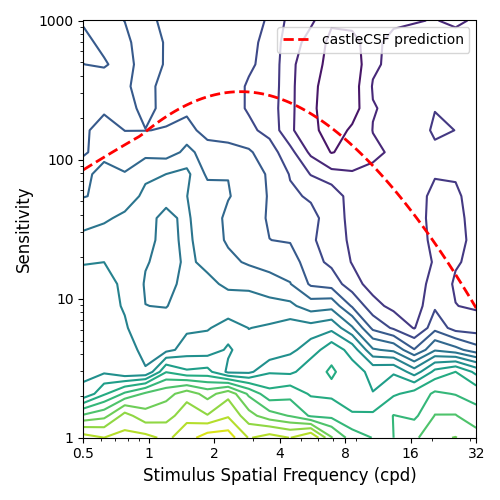 1000
castleCSF prediction
100
Sensitivity
10
1
0.5 1 2 4 8 16 32
Stimulus Spatial Frequency (cpd)